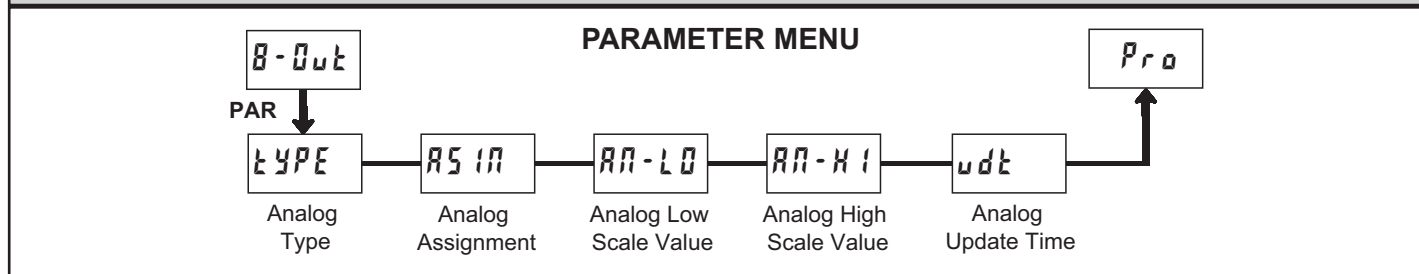 PARAMETER MENU
8-Out
Pro
PAR
tYPE
ASIN
AN-LO
AN-HI
udt
Analog
Type
Analog
Assignment
Analog Low
Scale Value
Analog High
Scale Value
Analog
Update Time